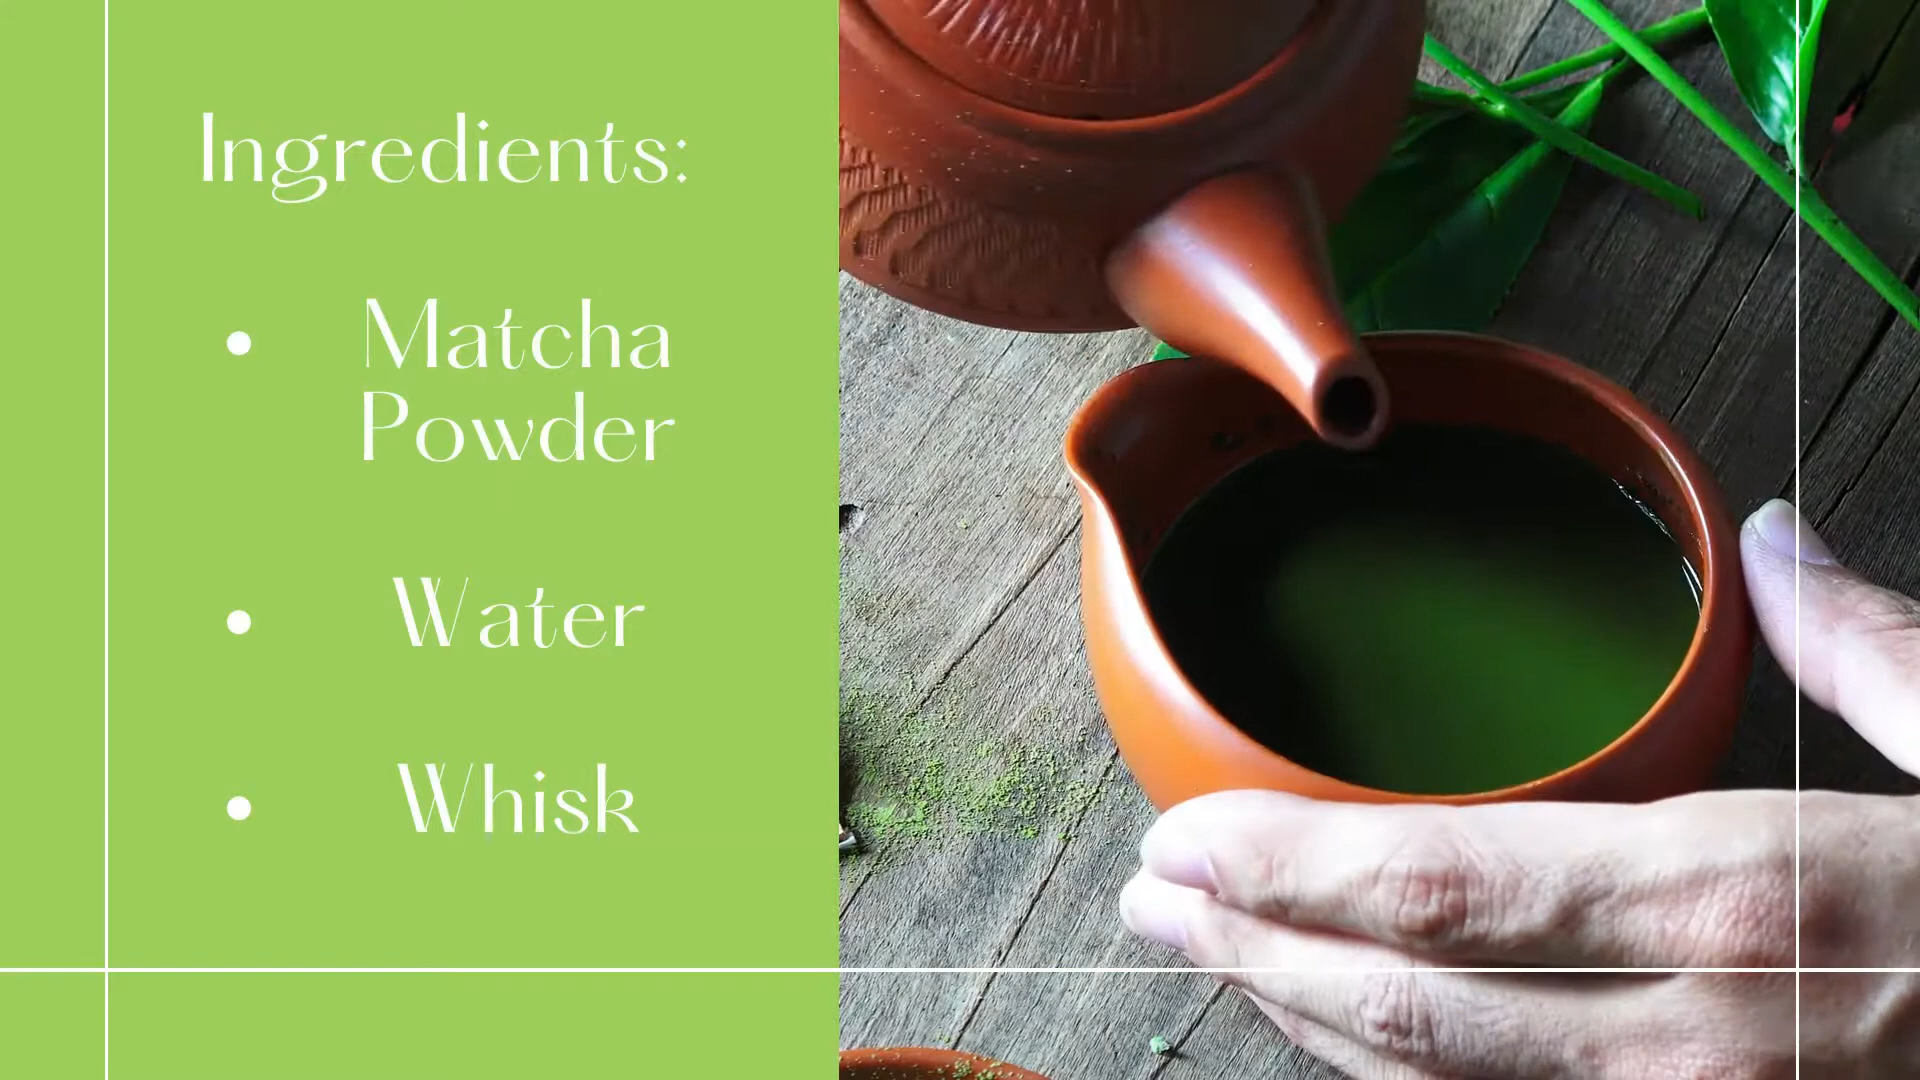 Ingredients:
• Matcha
Powder
• Water
• Whisk